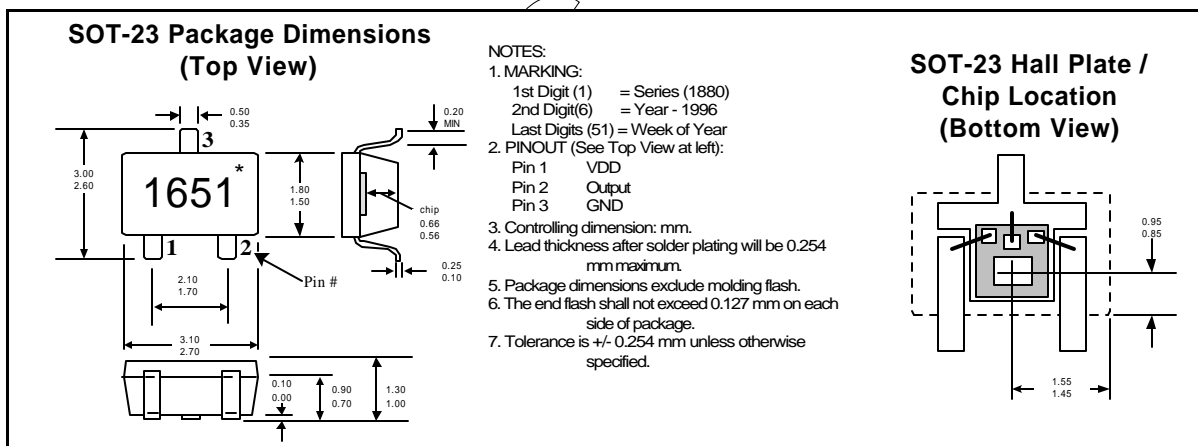 SOT-23 Package Dimensions
(Top View)
0.50
0.35
3
3.00
2.60
1651*
1.80
1.50
0.20
MIN
chip
0.66
0.56
0.25
0.10
1
2
Pin #
2.10
1.70
3.10
2.70
0.10
0.00
0.90
0.70
1.30
1.00
NOTES:
1. MARKING:
1st Digit (1) = Series (1880)
2nd Digit(6) = Year - 1996
Last Digits (51) = Week of Year
2. PINOUT (See Top View at left):
Pin 1 VDD
Pin 2 Output
Pin 3 GND
3. Controlling dimension: mm.
4. Lead thickness after solder plating will be 0.254
mm maximum.
5. Package dimensions exclude molding flash.
6. The end flash shall not exceed 0.127 mm on each
side of package.
7. Tolerance is +/- 0.254 mm unless otherwise
specified.
SOT-23 Hall Plate /
Chip Location
(Bottom View)
0.95
0.85
1.55
1.45